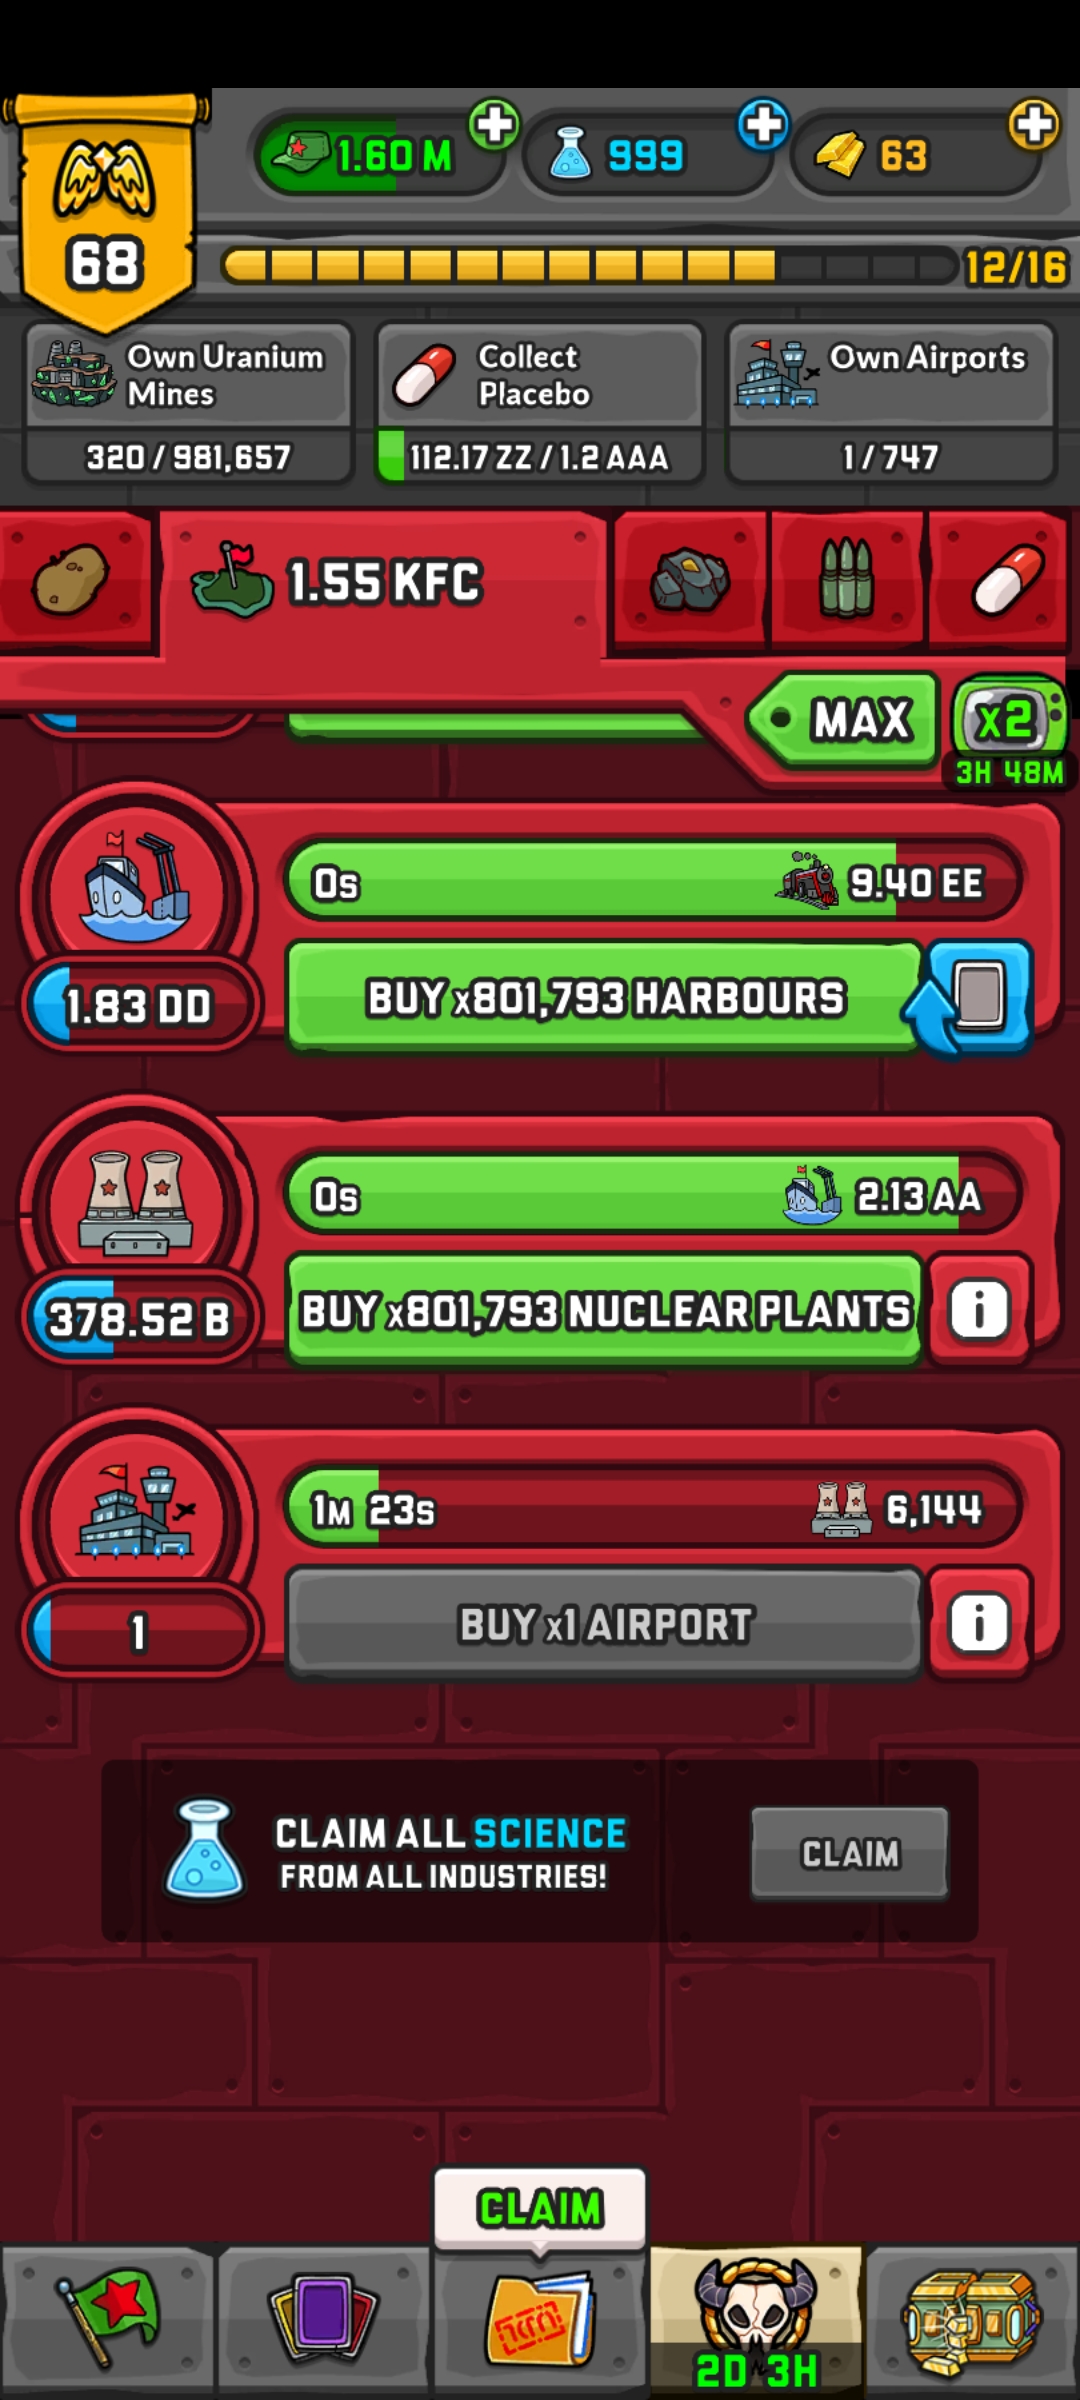 1.60 M
999
63
68
12/16
Own Uranium
Mines
320 / 981,657
Collect
Placebo
112.17 ZZ / 1.2 AAA
Own Airports
1 / 747
1.55 KFC
MAX
x2
3H 48M
0s
9.40 EE
1.83 DD
BUY x801,793 HARBOURS
0s
2.13 AA
378.52 B
BUY x801,793 NUCLEAR PLANTS
i
1M 23s
6,144
1
BUY x1 AIRPORT
i
CLAIM ALL SCIENCE
FROM ALL INDUSTRIES!
CLAIM
CLAIM
2D 3H